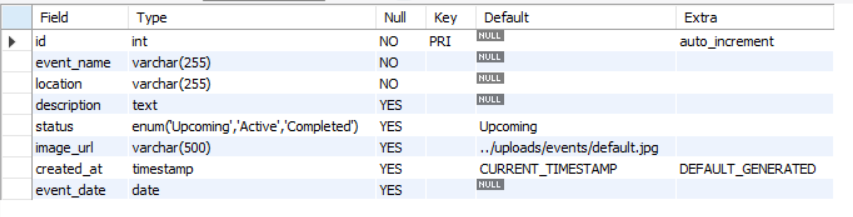 Field Type Null Key Default Extra
id int NO PRI NULL auto_increment
event_name varchar(255) NO NULL
location varchar(255) NO NULL
description text YES NULL
status enum('Upcoming','Active','Completed') YES Upcoming
image_url varchar(500) YES ../uploads/events/default.jpg
created_at timestamp YES CURRENT_TIMESTAMP DEFAULT_GENERATED
event_date date YES NULL